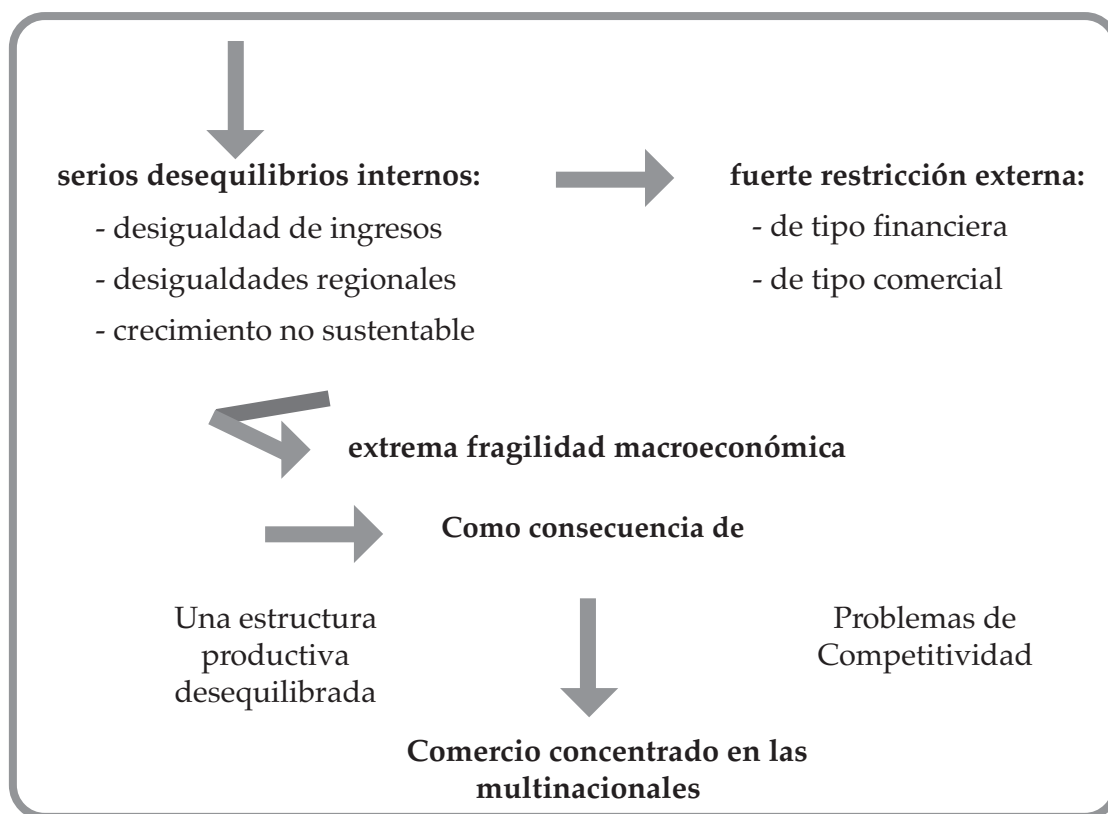 serios desequilibrios internos:
- desigualdad de ingresos
- desigualdades regionales
- crecimiento no sustentable
fuerte restricción externa:
- de tipo financiera
- de tipo comercial
extrema fragilidad macroeconómica
Como consecuencia de
Una estructura
productiva
desequilibrada
Problemas de
Competitividad
Comercio concentrado en las
multinacionales